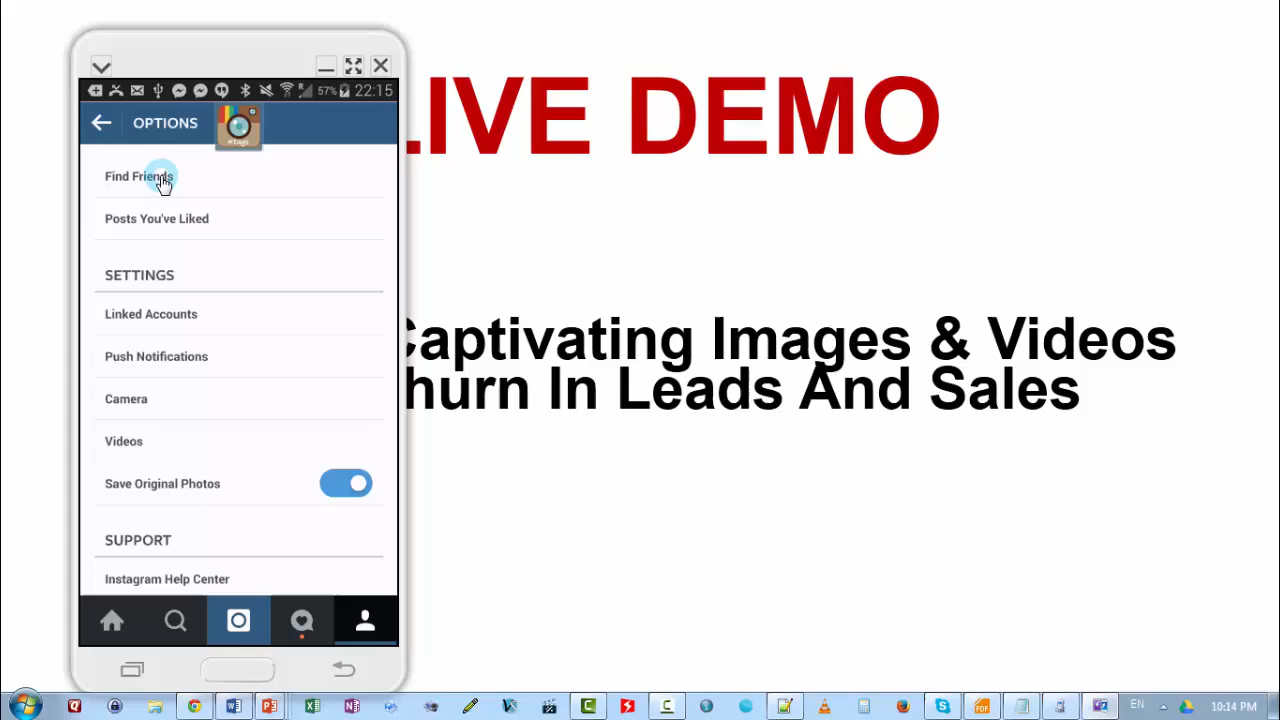 57% 22:15
OPTIONS
#tags
Find Friends
Posts You've Liked
SETTINGS
Linked Accounts
Push Notifications
Camera
Videos
Save Original Photos
SUPPORT
Instagram Help Center
LIVE DEMO
Captivating Images & Videos
hurn In Leads And Sales
EN
10:14 PM